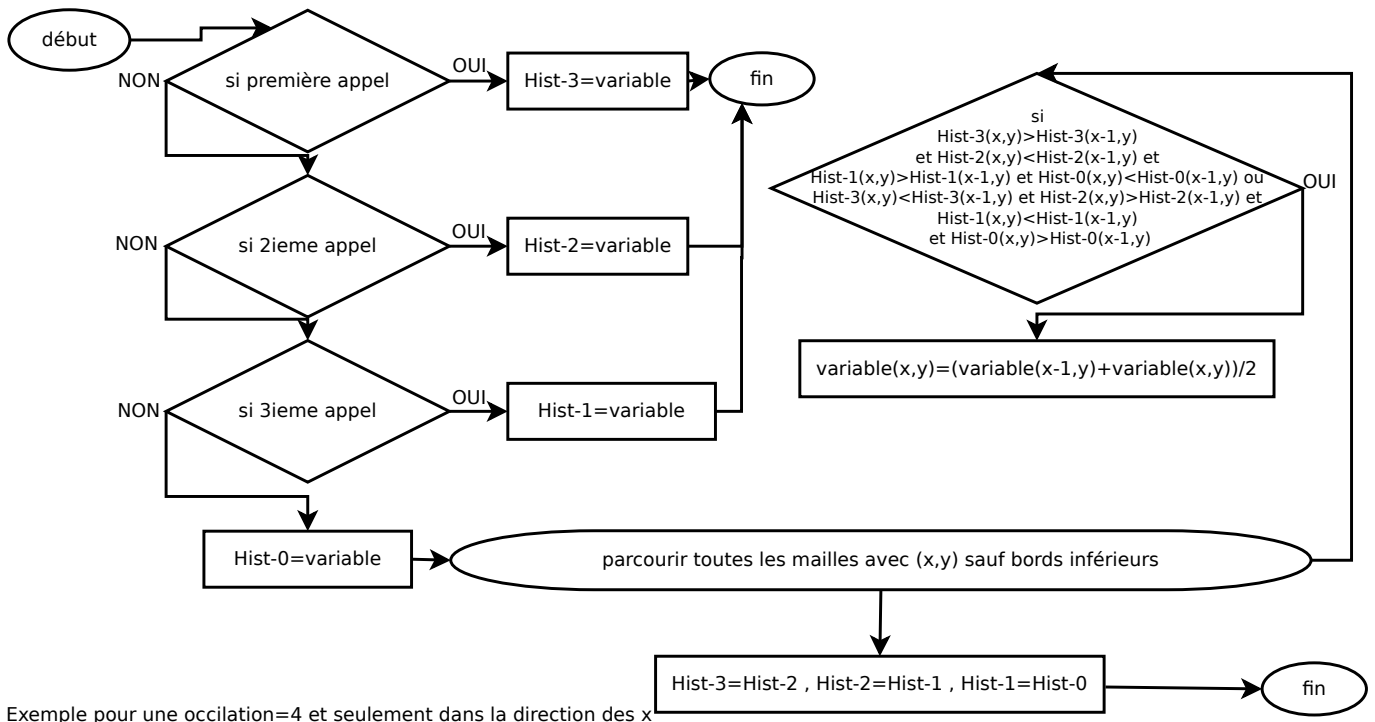 début
si première appel
NON
OUI
Hist-3=variable
fin
si 2ieme appel
NON
OUI
Hist-2=variable
si 3ieme appel
NON
OUI
Hist-1=variable
Hist-0=variable
parcourir toutes les mailles avec (x,y) sauf bords inférieurs
si
Hist-3(x,y)>Hist-3(x-1,y)
et Hist-2(x,y)<Hist-2(x-1,y) et
Hist-1(x,y)>Hist-1(x-1,y) et Hist-0(x,y)<Hist-0(x-1,y) ou
Hist-3(x,y)<Hist-3(x-1,y) et Hist-2(x,y)>Hist-2(x-1,y) et
Hist-1(x,y)<Hist-1(x-1,y)
et Hist-0(x,y)>Hist-0(x-1,y)
OUI
variable(x,y)=(variable(x-1,y)+variable(x,y))/2
Hist-3=Hist-2 , Hist-2=Hist-1 , Hist-1=Hist-0
fin
Exemple pour une occilation=4 et seulement dans la direction des x